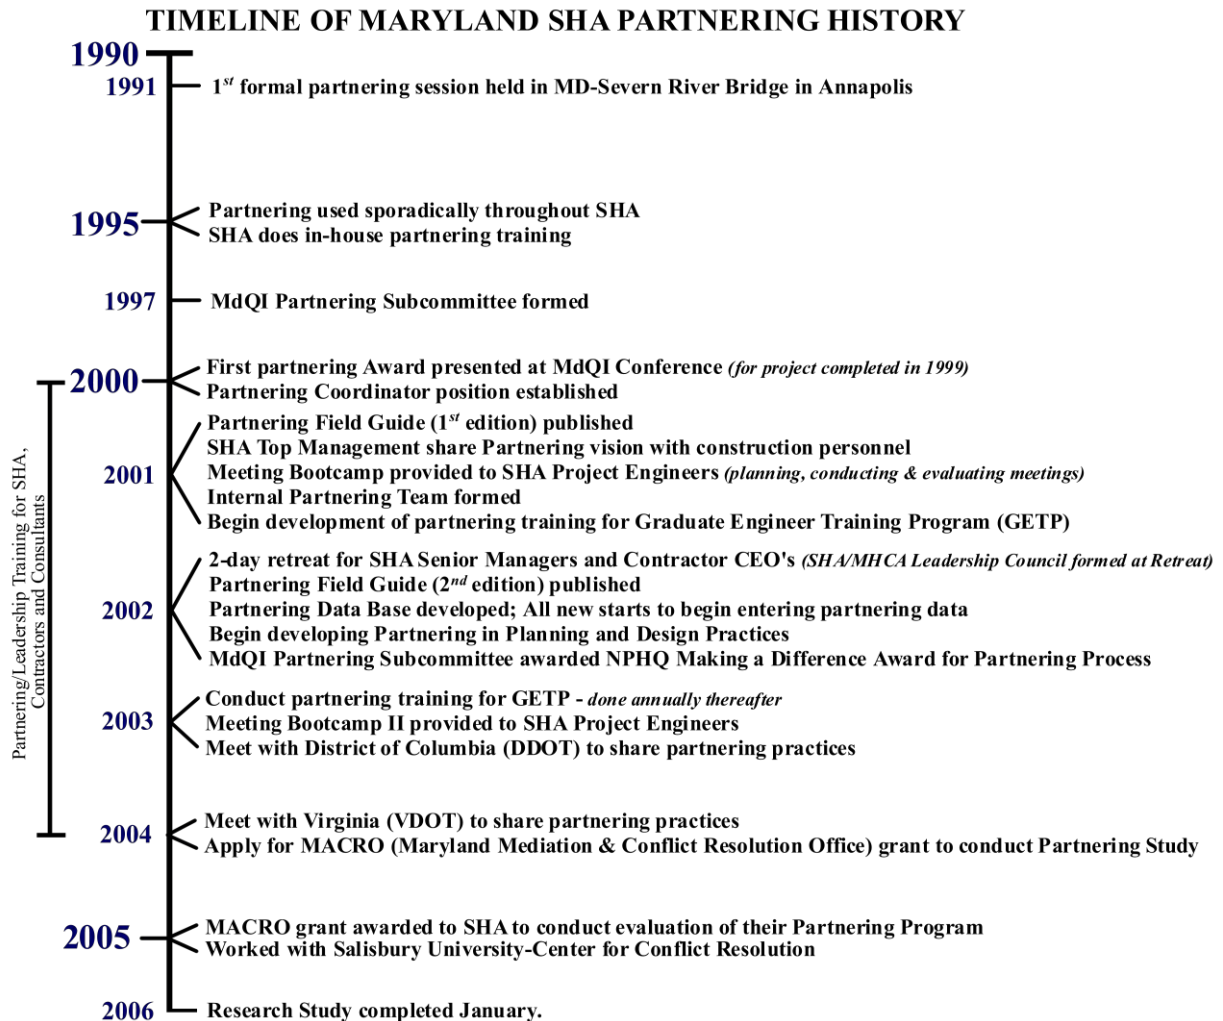 TIMELINE OF MARYLAND SHA PARTNERING HISTORY
1990
1991
1st formal partnering session held in MD-Severn River Bridge in Annapolis
1995
Partnering used sporadically throughout SHA
SHA does in-house partnering training
1997
MdQI Partnering Subcommittee formed
2000
First partnering Award presented at MdQI Conference (for project completed in 1999)
Partnering Coordinator position established
2001
Partnering Field Guide (1st edition) published
SHA Top Management share Partnering vision with construction personnel
Meeting Bootcamp provided to SHA Project Engineers (planning, conducting & evaluating meetings)
Internal Partnering Team formed
Begin development of partnering training for Graduate Engineer Training Program (GETP)
2002
2-day retreat for SHA Senior Managers and Contractor CEO's (SHA/MHCA Leadership Council formed at Retreat)
Partnering Field Guide (2nd edition) published
Partnering Data Base developed; All new starts to begin entering partnering data
Begin developing Partnering in Planning and Design Practices
MdQI Partnering Subcommittee awarded NPHQ Making a Difference Award for Partnering Process
2003
Conduct partnering training for GETP - done annually thereafter
Meeting Bootcamp II provided to SHA Project Engineers
Meet with District of Columbia (DDOT) to share partnering practices
2004
Meet with Virginia (VDOT) to share partnering practices
Apply for MACRO (Maryland Mediation & Conflict Resolution Office) grant to conduct Partnering Study
2005
MACRO grant awarded to SHA to conduct evaluation of their Partnering Program
Worked with Salisbury University-Center for Conflict Resolution
2006
Research Study completed January.
Partnering/Leadership Training for SHA,
Contractors and Consultants